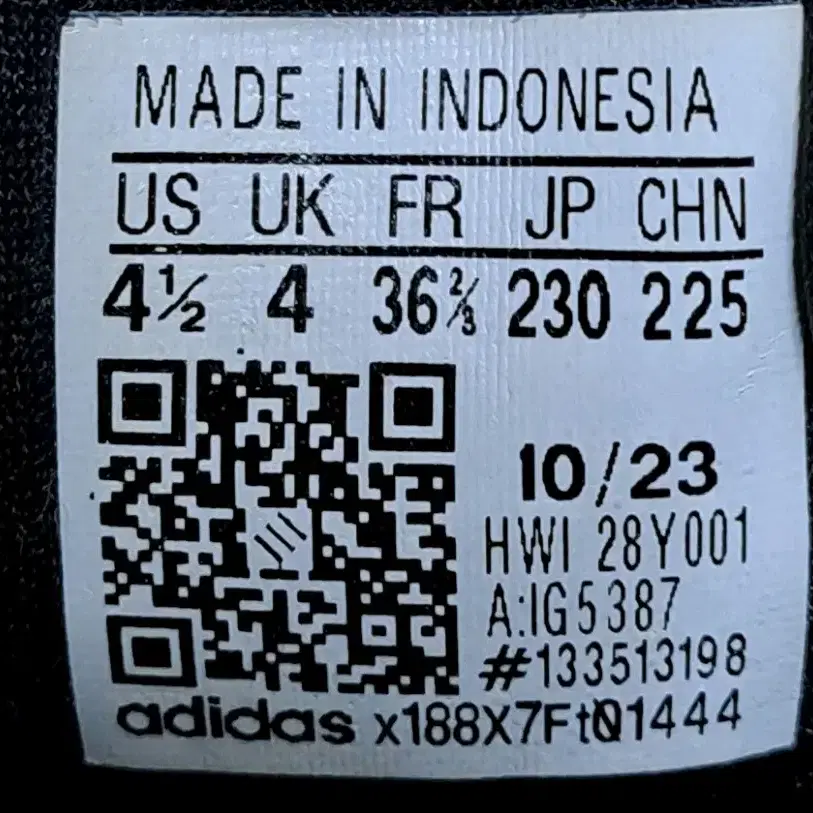 MADE IN INDONESIA
US UK FR JP CHN
4½ 4 36⅔ 230 225
10/23
HWI 28Y001
A:IG5387
#133513198
adidas x188X7Ft01444